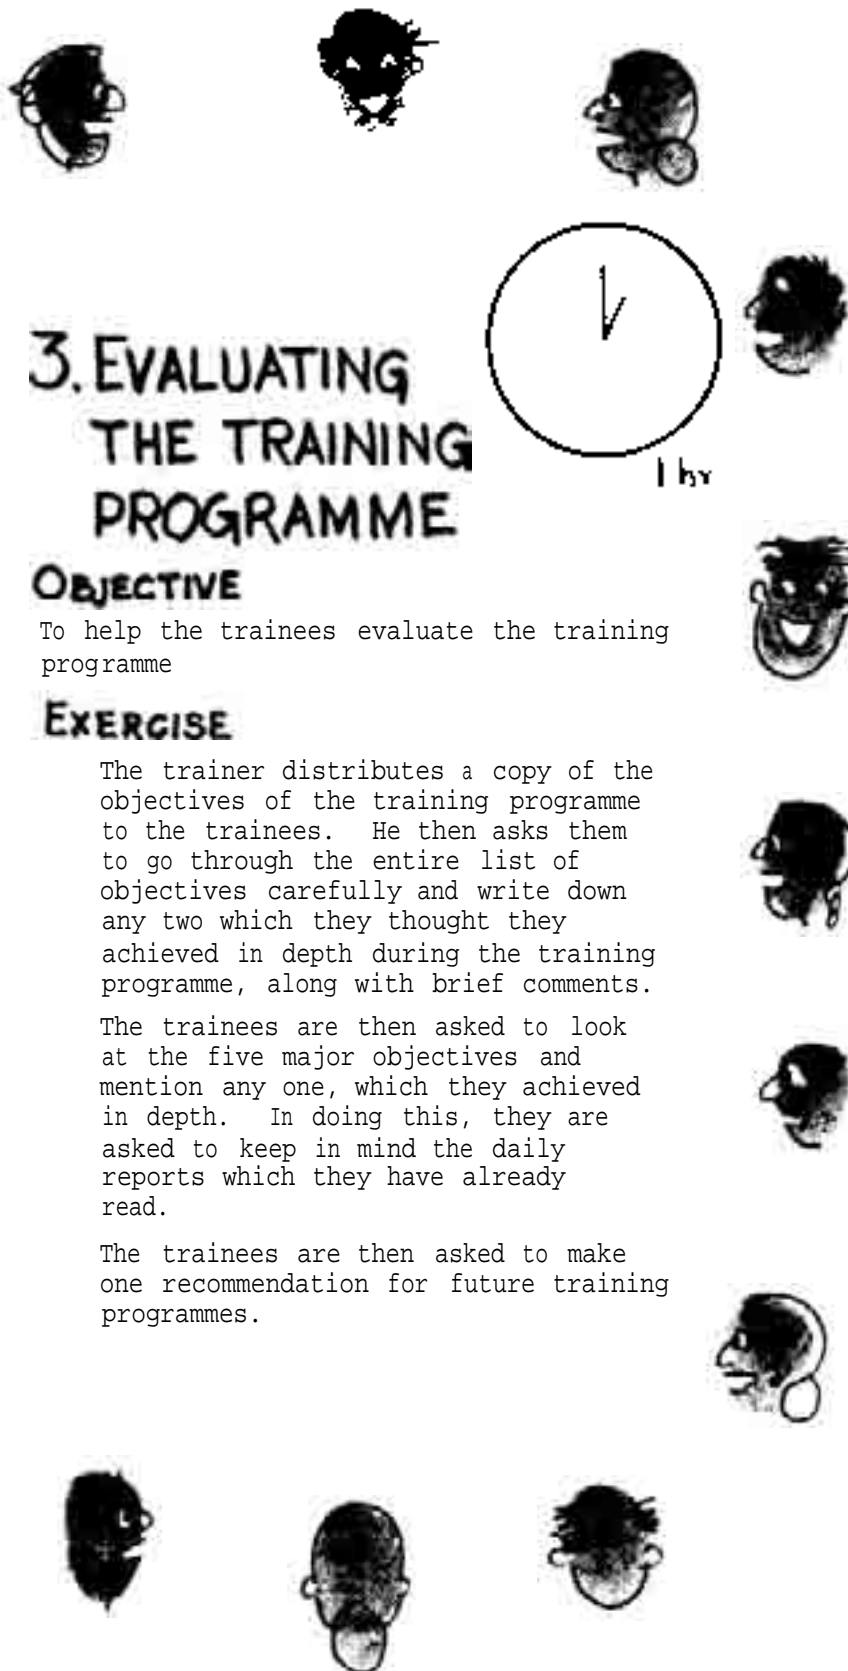 3. EVALUATING
THE TRAINING
PROGRAMME
1 hr
OBJECTIVE
To help the trainees evaluate the training
programme
EXERCISE
The trainer distributes a copy of the
objectives of the training programme
to the trainees. He then asks them
to go through the entire list of
objectives carefully and write down
any two which they thought they
achieved in depth during the training
programme, along with brief comments.
The trainees are then asked to look
at the five major objectives and
mention any one, which they achieved
in depth. In doing this, they are
asked to keep in mind the daily
reports which they have already
read.
The trainees are then asked to make
one recommendation for future training
programmes.